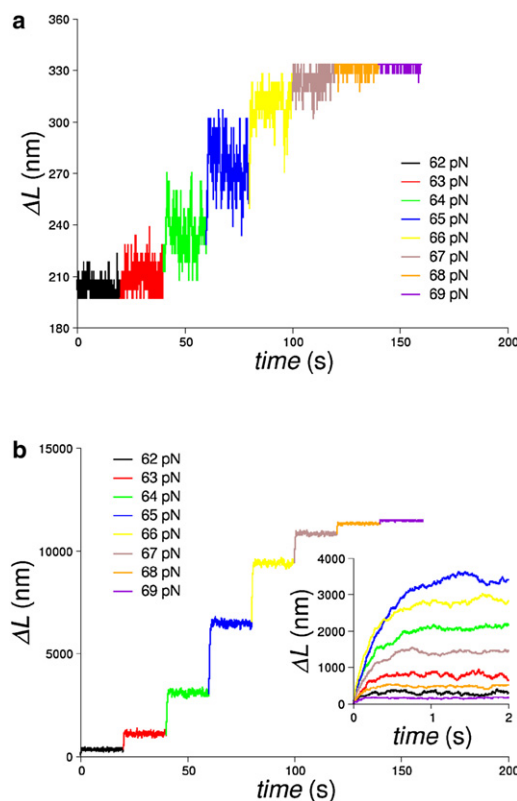 a
360
330
300
270
240
210
180
ΔL (nm)
62 pN
63 pN
64 pN
65 pN
66 pN
67 pN
68 pN
69 pN
0 50 100 150 200
time (s)
b
15000
10000
5000
0
ΔL (nm)
62 pN
63 pN
64 pN
65 pN
66 pN
67 pN
68 pN
69 pN
4000
3000
2000
1000
0
ΔL (nm)
0 1 2
time (s)
0 50 100 150 200
time (s)